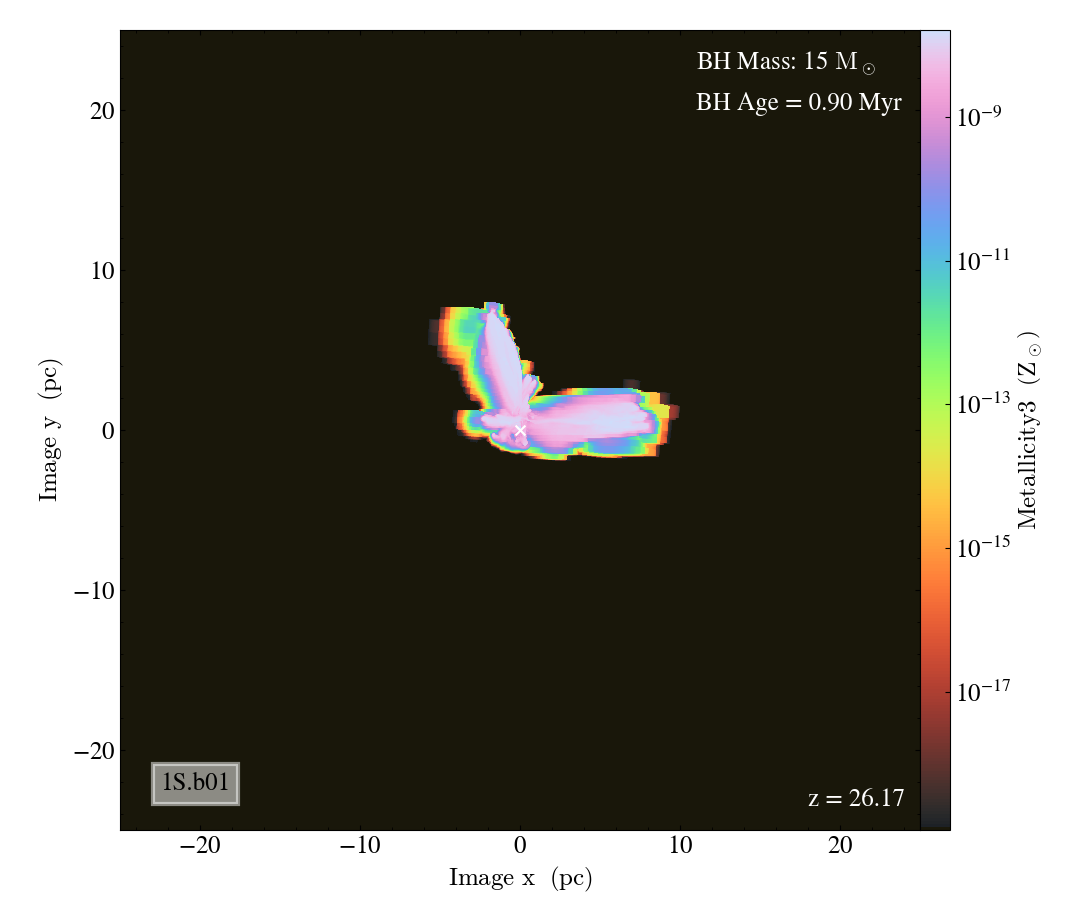 BH Mass: 15 M⊙
BH Age = 0.90 Myr
20
10
0
−10
−20
Image y (pc)
10⁻⁹
10⁻¹¹
10⁻¹³
10⁻¹⁵
10⁻¹⁷
Metallicity3 (Z⊙)
1S.b01
z = 26.17
−20
−10
0
10
20
Image x (pc)